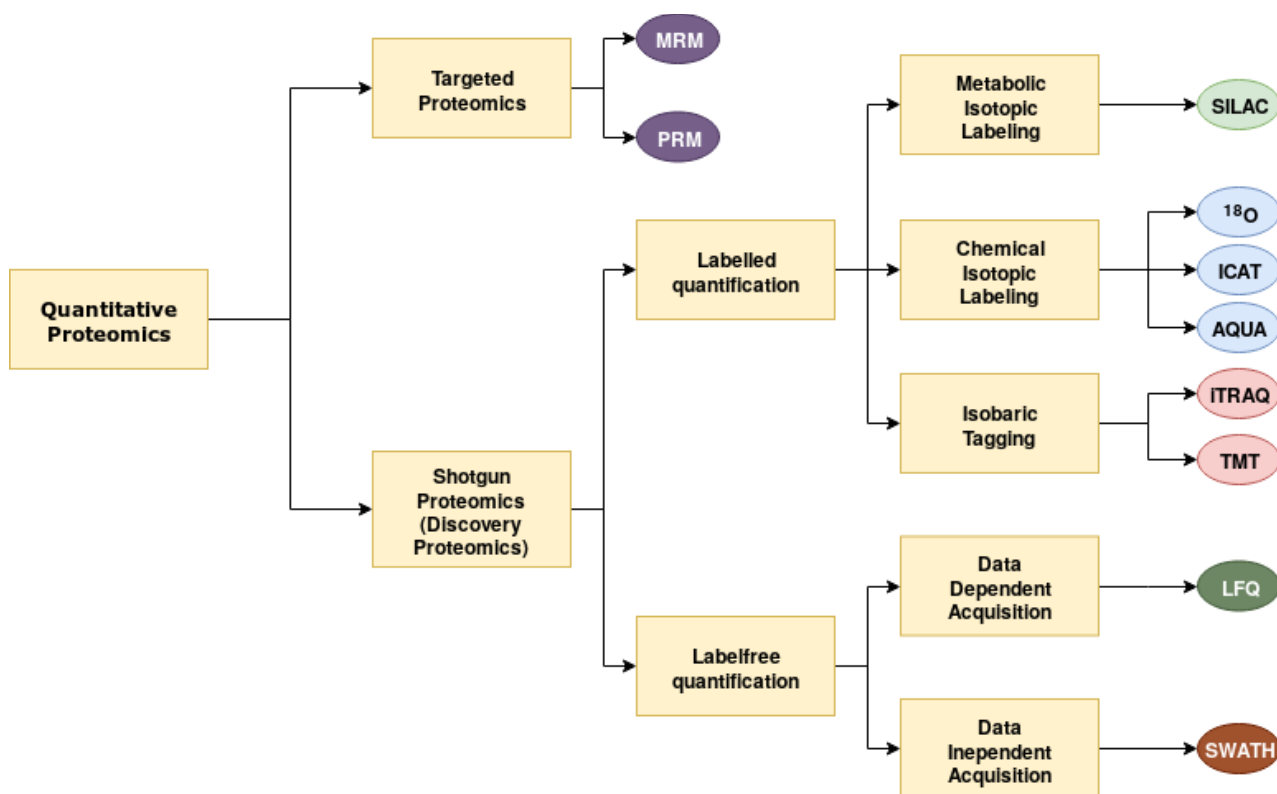 Quantitative
Proteomics
Targeted
Proteomics
MRM
PRM
Shotgun
Proteomics
(Discovery
Proteomics)
Labelled
quantification
Metabolic
Isotopic
Labeling
SILAC
Chemical
Isotopic
Labeling
¹⁸O
ICAT
AQUA
Isobaric
Tagging
iTRAQ
TMT
Labelfree
quantification
Data
Dependent
Acquisition
LFQ
Data
Inependent
Acquisition
SWATH